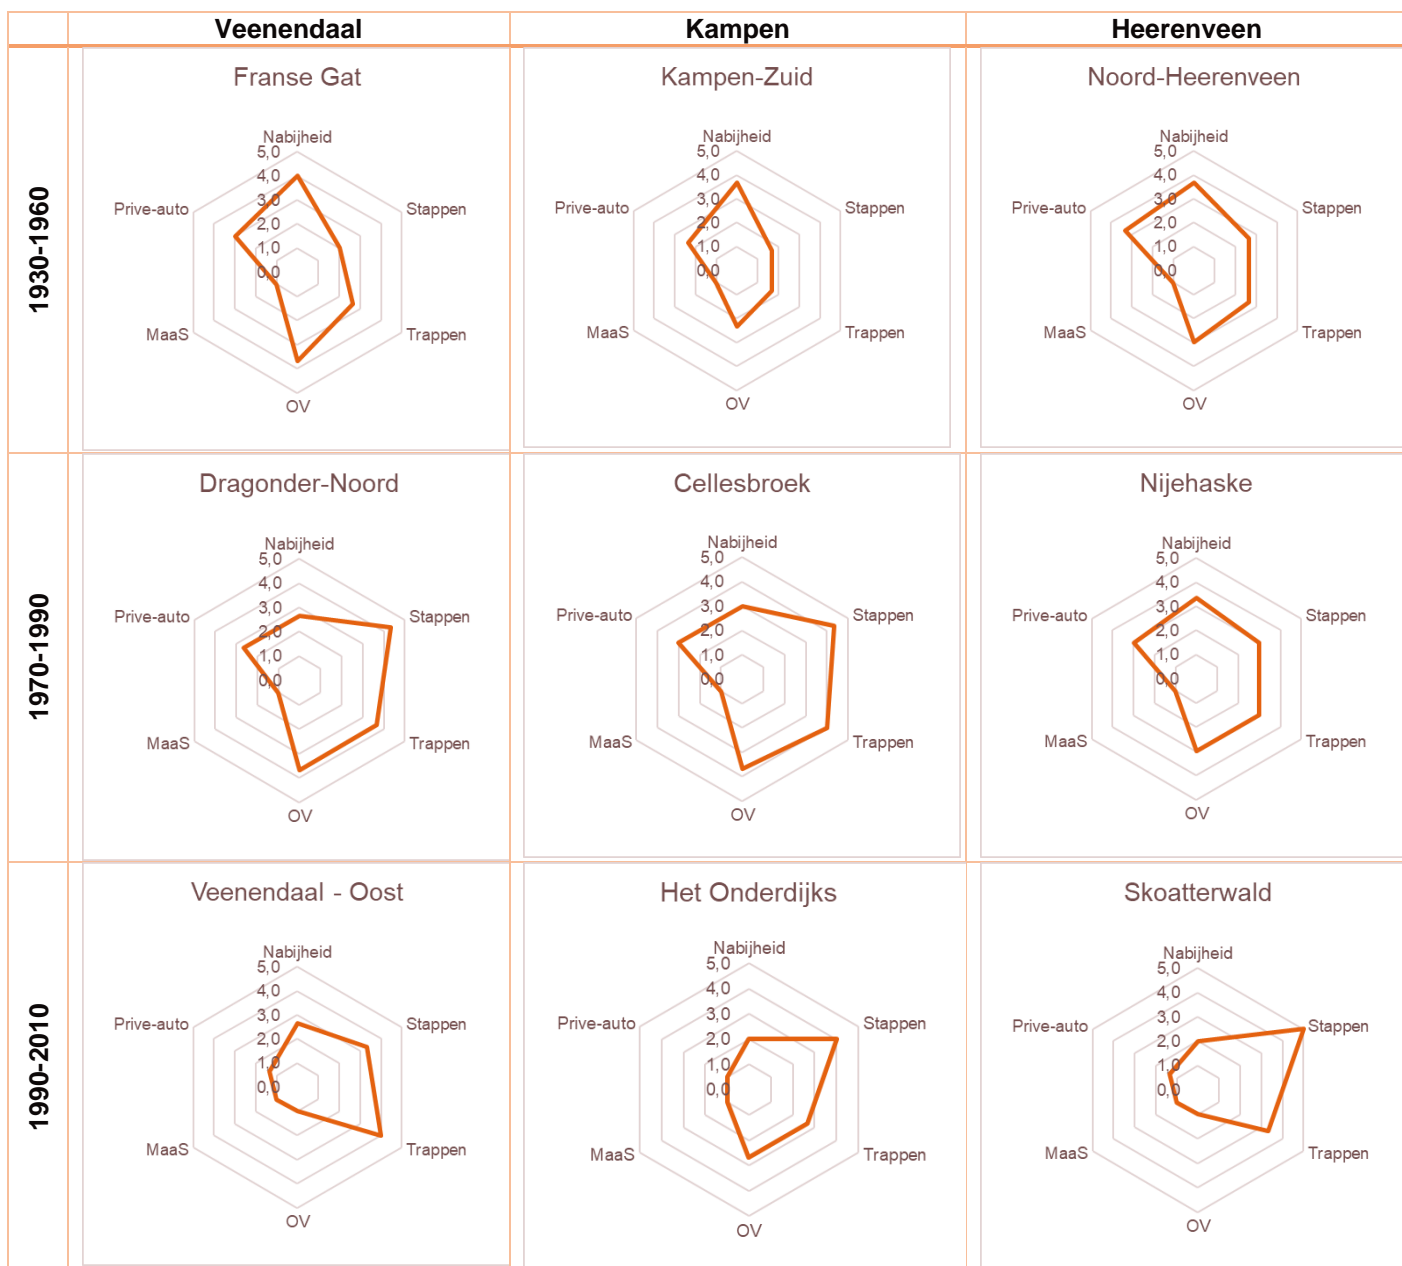 Veenendaal Kampen Heerenveen
1930-1960
Franse Gat
Nabijheid
5,0
4,0
3,0
2,0
1,0
0,0
Prive-auto Stappen
MaaS Trappen
OV
Kampen-Zuid
Nabijheid
5,0
4,0
3,0
2,0
1,0
0,0
Prive-auto Stappen
MaaS Trappen
OV
Noord-Heerenveen
Nabijheid
5,0
4,0
3,0
2,0
1,0
0,0
Prive-auto Stappen
MaaS Trappen
OV
1970-1990
Dragonder-Noord
Nabijheid
5,0
4,0
3,0
2,0
1,0
0,0
Prive-auto Stappen
MaaS Trappen
OV
Cellesbroek
Nabijheid
5,0
4,0
3,0
2,0
1,0
0,0
Prive-auto Stappen
MaaS Trappen
OV
Nijehaske
Nabijheid
5,0
4,0
3,0
2,0
1,0
0,0
Prive-auto Stappen
MaaS Trappen
OV
1990-2010
Veenendaal - Oost
Nabijheid
5,0
4,0
3,0
2,0
1,0
0,0
Prive-auto Stappen
MaaS Trappen
OV
Het Onderdijks
Nabijheid
5,0
4,0
3,0
2,0
1,0
0,0
Prive-auto Stappen
MaaS Trappen
OV
Skoatterwald
Nabijheid
5,0
4,0
3,0
2,0
1,0
0,0
Prive-auto Stappen
MaaS Trappen
OV